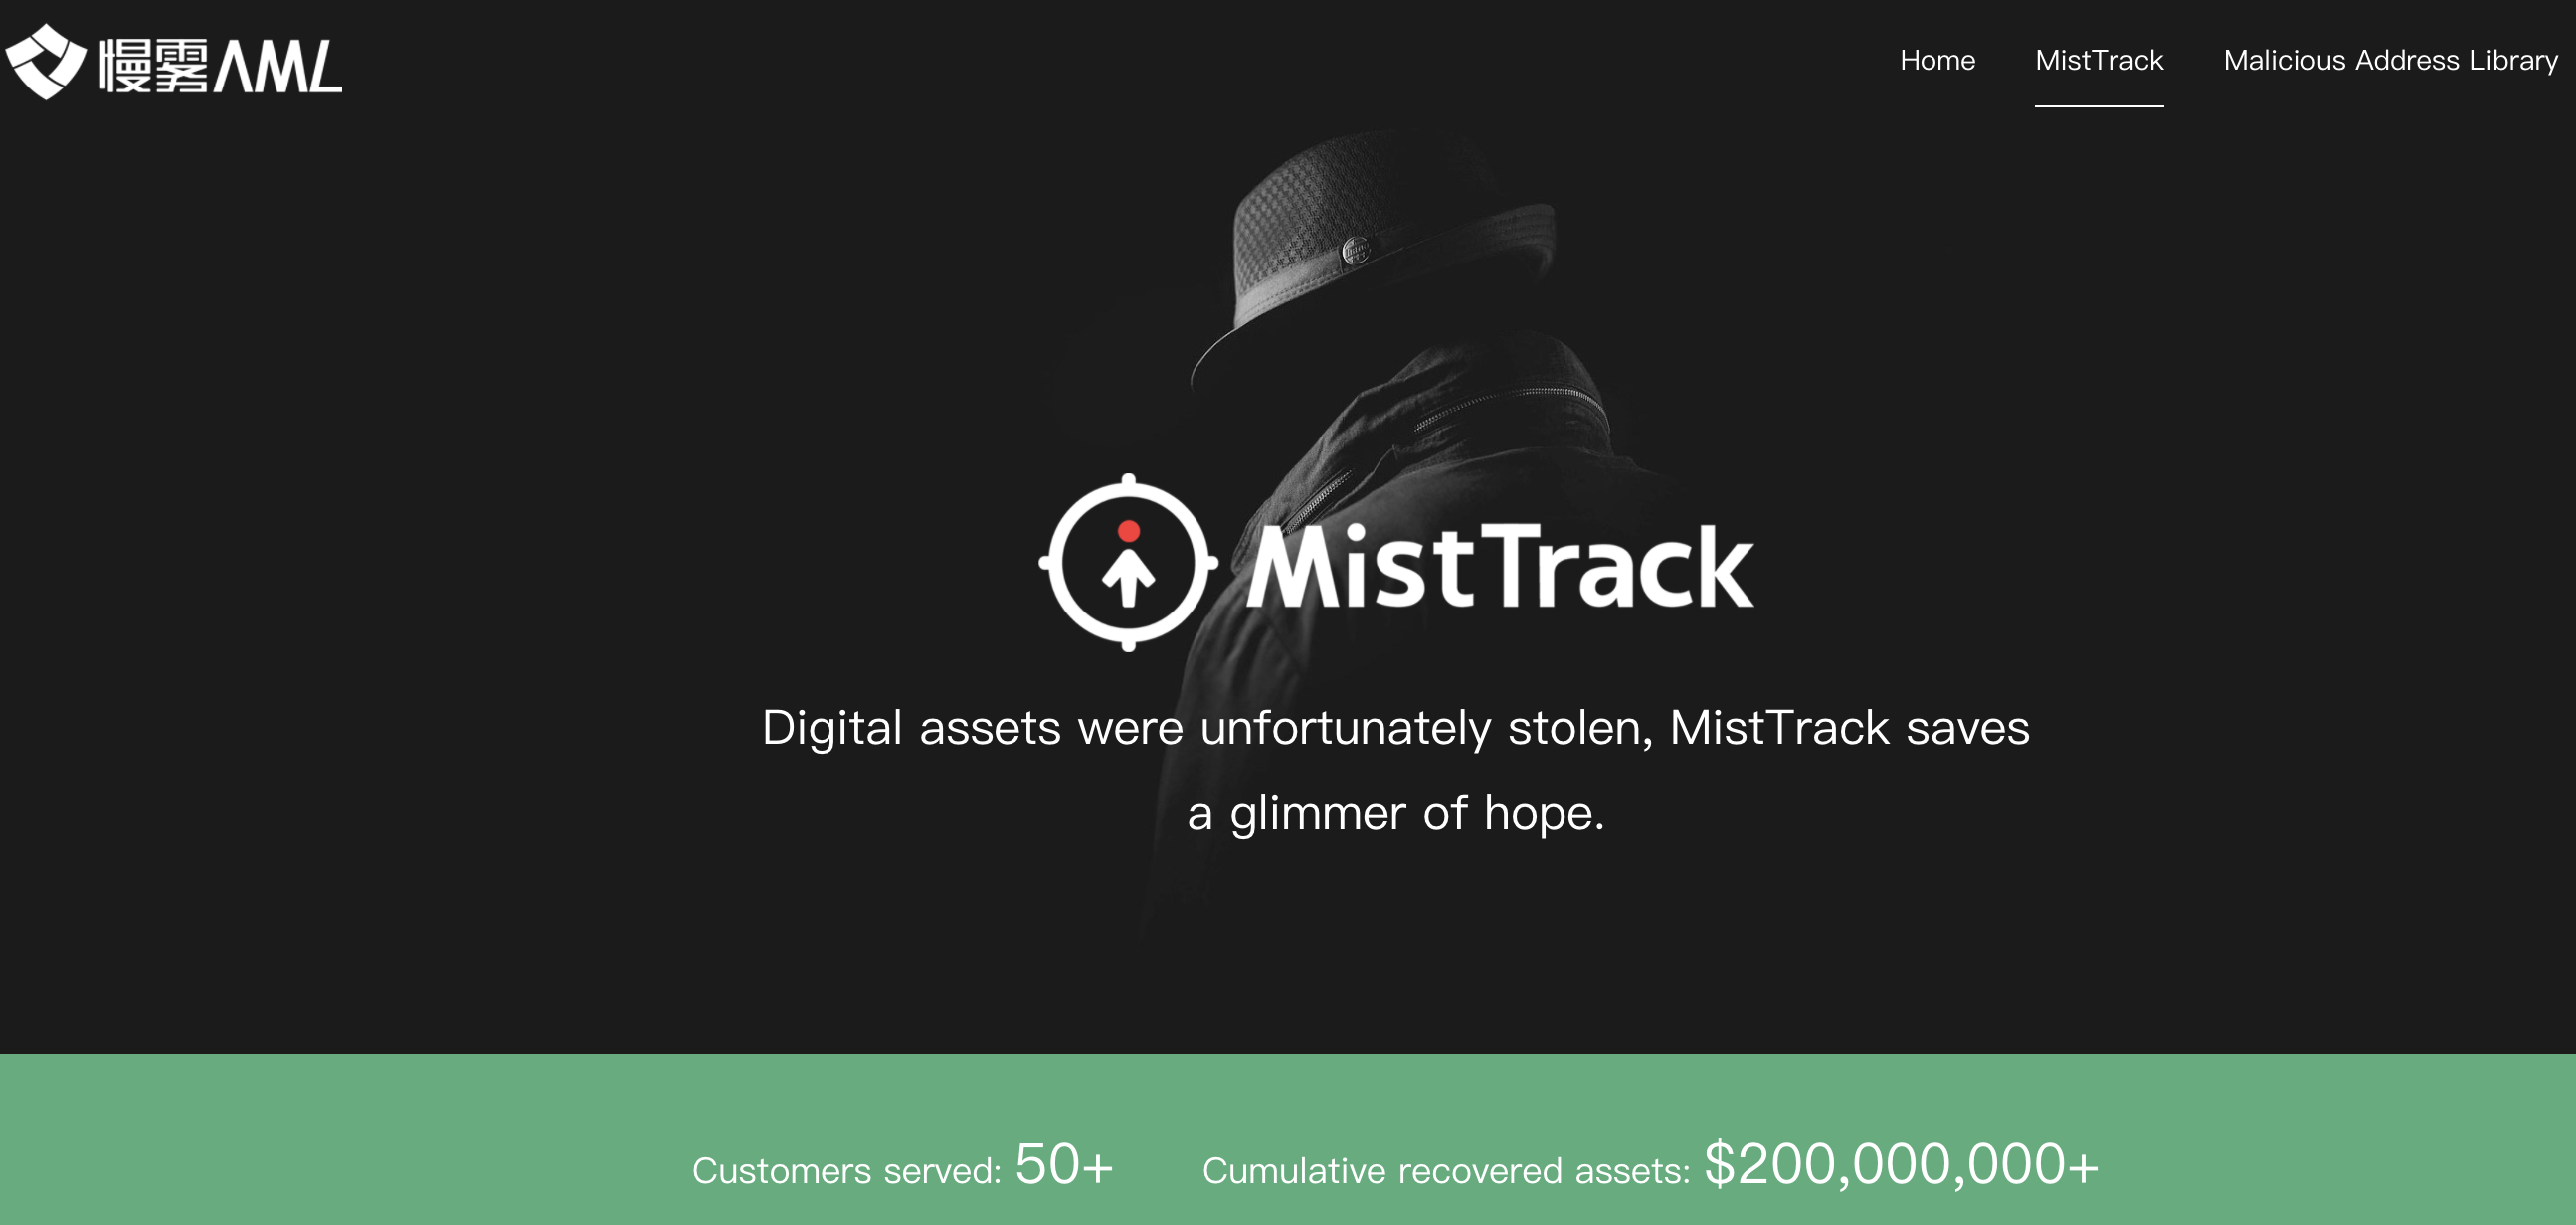 慢雾AML
Home MistTrack Malicious Address Library
MistTrack
Digital assets were unfortunately stolen, MistTrack saves
a glimmer of hope.
Customers served: 50+ Cumulative recovered assets: $200,000,000+